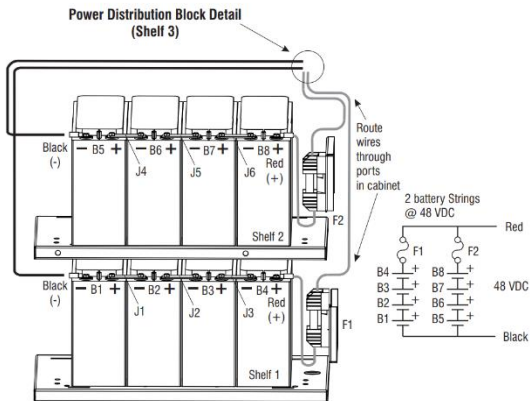 Power Distribution Block Detail
(Shelf 3)
Black
(-)
− B5 +
− B6 +
− B7 +
− B8 +
J4
J5
J6
Red
(+)
Shelf 2
F2
Route
wires
through
ports
in cabinet
Black
(-)
− B1 +
− B2 +
− B3 +
− B4 +
J1
J2
J3
Red
(+)
Shelf 1
F1
2 battery Strings
@ 48 VDC
Red
F1
F2
B4 +
B8 +
B3 +
B7 +
48 VDC
B2 +
B6 +
B1 +
B5 +
Black